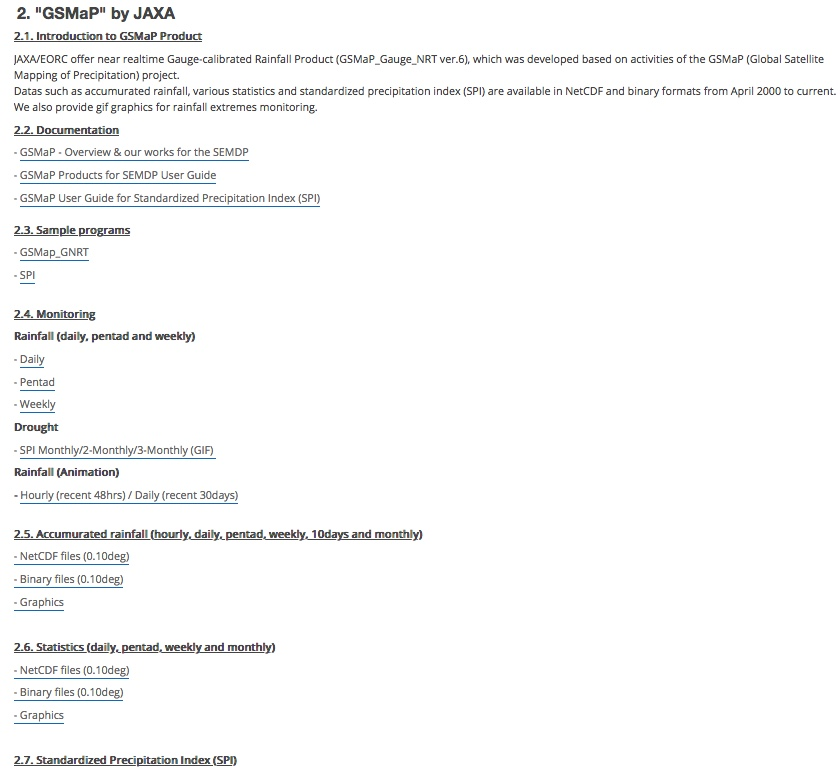 2. "GSMaP" by JAXA
2.1. Introduction to GSMaP Product
JAXA/EORC offer near realtime Gauge-calibrated Rainfall Product (GSMaP_Gauge_NRT ver.6), which was developed based on activities of the GSMaP (Global Satellite
Mapping of Precipitation) project.
Datas such as accumurated rainfall, various statistics and standardized precipitation index (SPI) are available in NetCDF and binary formats from April 2000 to current.
We also provide gif graphics for rainfall extremes monitoring.
2.2. Documentation
- GSMaP - Overview & our works for the SEMDP
- GSMaP Products for SEMDP User Guide
- GSMaP User Guide for Standardized Precipitation Index (SPI)
2.3. Sample programs
- GSMap_GNRT
- SPI
2.4. Monitoring
Rainfall (daily, pentad and weekly)
- Daily
- Pentad
- Weekly
Drought
- SPI Monthly/2-Monthly/3-Monthly (GIF)
Rainfall (Animation)
- Hourly (recent 48hrs) / Daily (recent 30days)
2.5. Accumurated rainfall (hourly, daily, pentad, weekly, 10days and monthly)
- NetCDF files (0.10deg)
- Binary files (0.10deg)
- Graphics
2.6. Statistics (daily, pentad, weekly and monthly)
- NetCDF files (0.10deg)
- Binary files (0.10deg)
- Graphics
2.7. Standardized Precipitation Index (SPI)